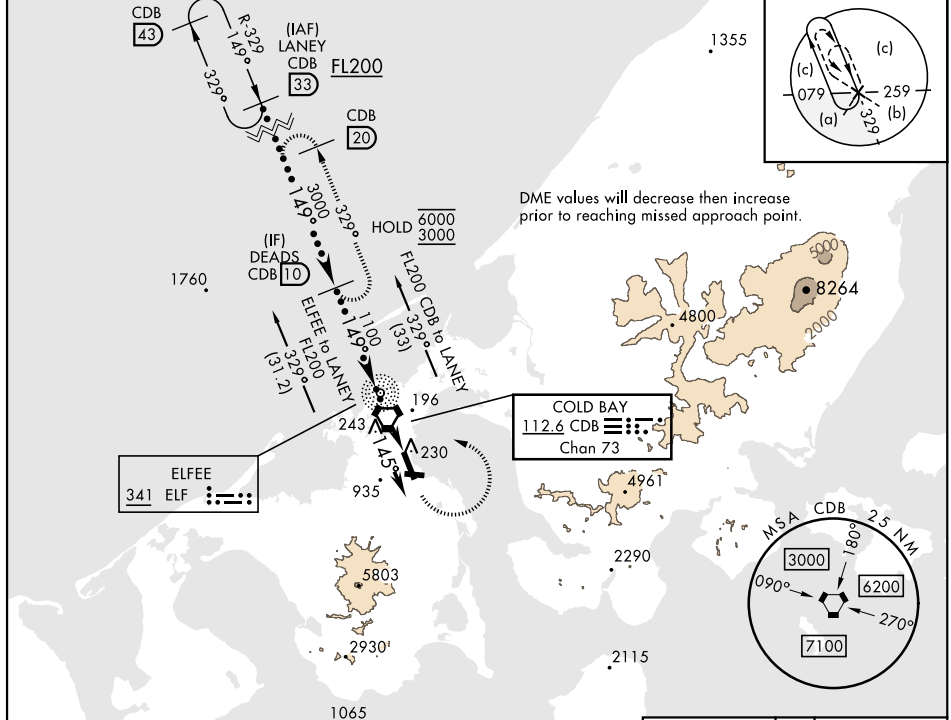 CDB
43
R-329
149°
329°
(IAF)
LANEY
CDB
33
FL200
CDB
20
1355
(c)
(c)
079
259
(a)
(b)
329
3000
149°
329°
HOLD 6000
3000
DME values will decrease then increase
prior to reaching missed approach point.
(IF)
DEADS
CDB 10
1760
5000
8264
2000
4800
ELFEE to LANEY
FL200
329°
(31.2)
1100
149°
FL200 CDB to LANEY
329°
(33)
196
243
145°
230
935
COLD BAY
112.6 CDB
Chan 73
ELFEE
341 ELF
4961
2290
5803
2930
2115
1065
MSA CDB 25 NM
180°
3000
090°
6200
270°
7100